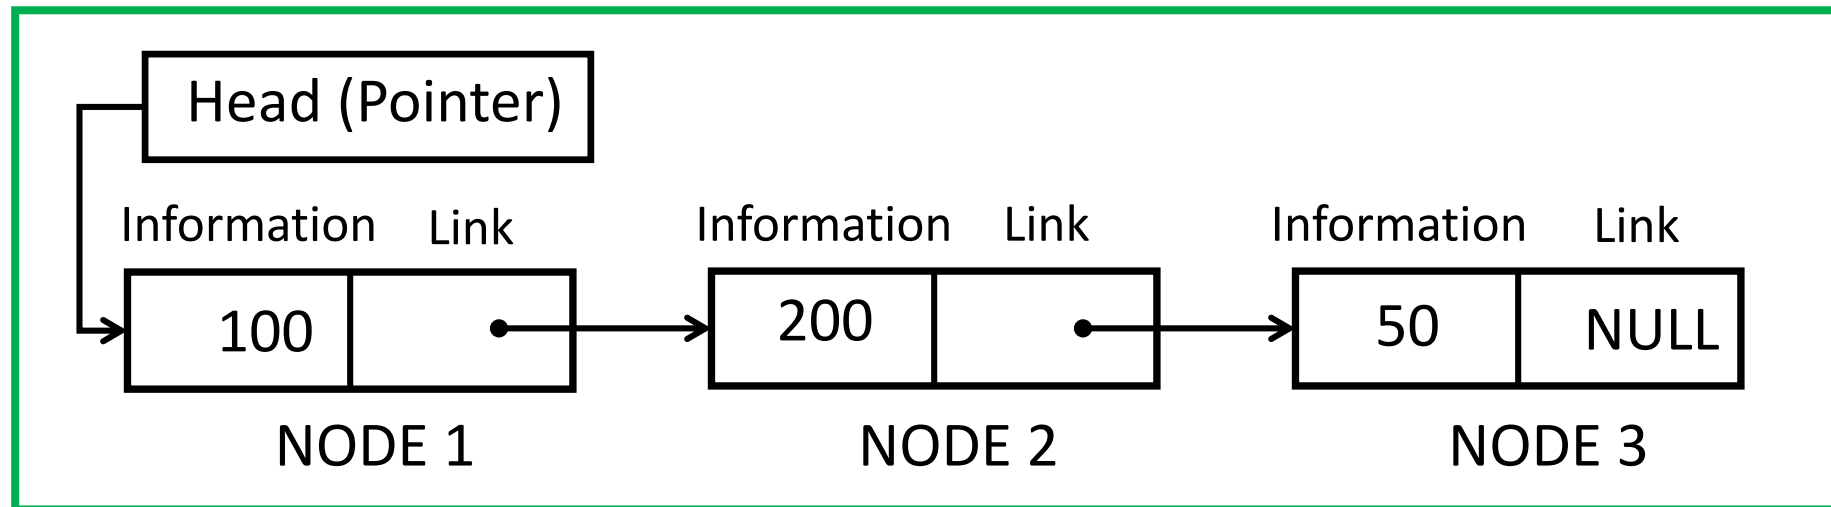 Head (Pointer)
Information Link Information Link Information Link
100 200 50 NULL
NODE 1 NODE 2 NODE 3